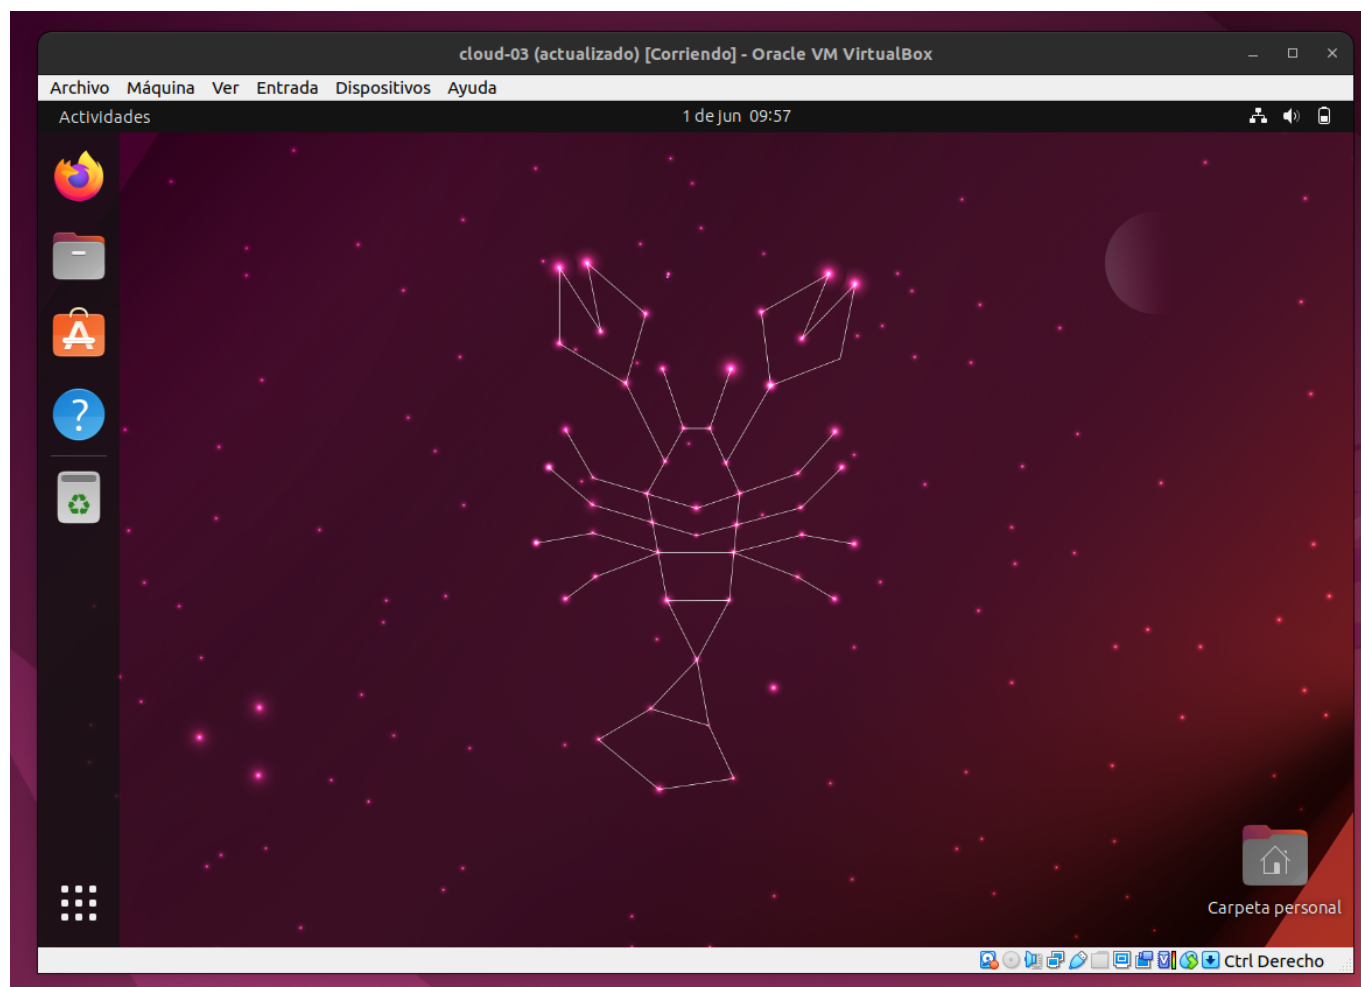 cloud-03 (actualizado) [Corriendo] - Oracle VM VirtualBox
Archivo Máquina Ver Entrada Dispositivos Ayuda
Actividades 1 de jun 09:57
Carpeta personal
Ctrl Derecho